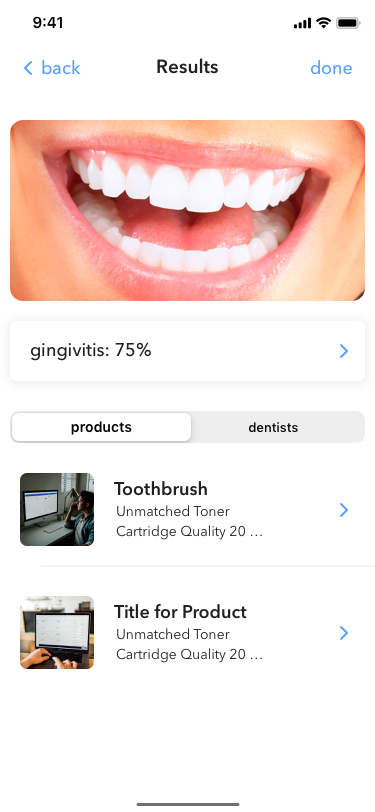 9:41
back
Results
done
gingivitis: 75%
products
dentists
Toothbrush
Unmatched Toner
Cartridge Quality 20 ...
Title for Product
Unmatched Toner
Cartridge Quality 20 ...